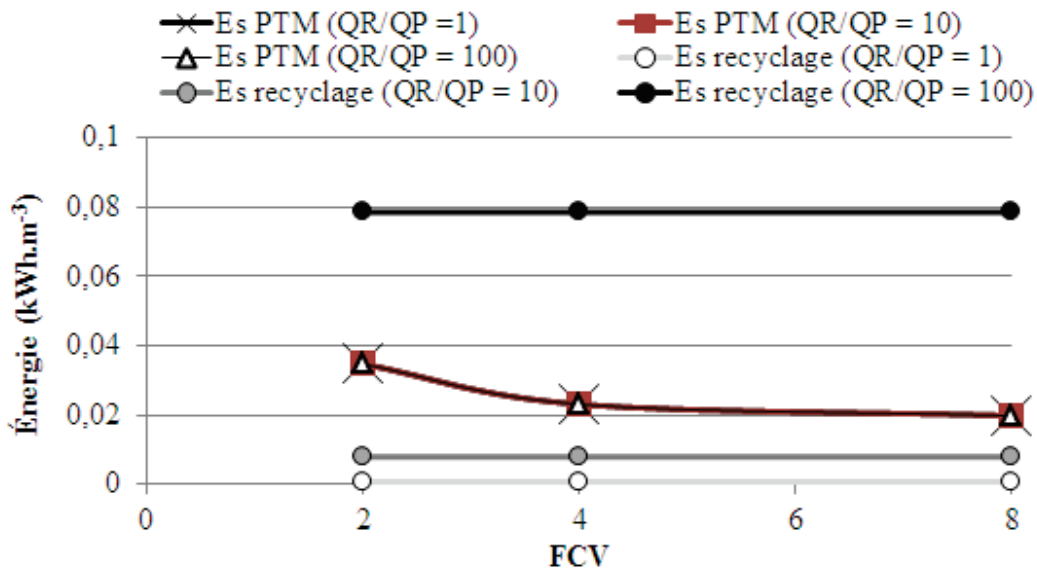 Es PTM (QR/QP =1) Es PTM (QR/QP = 10)
Es PTM (QR/QP = 100) Es recyclage (QR/QP = 1)
Es recyclage (QR/QP = 10) Es recyclage (QR/QP = 100)
0,1
0,08
0,06
0,04
0,02
0
Énergie (kWh.m-3)
0 2 4 6 8
FCV